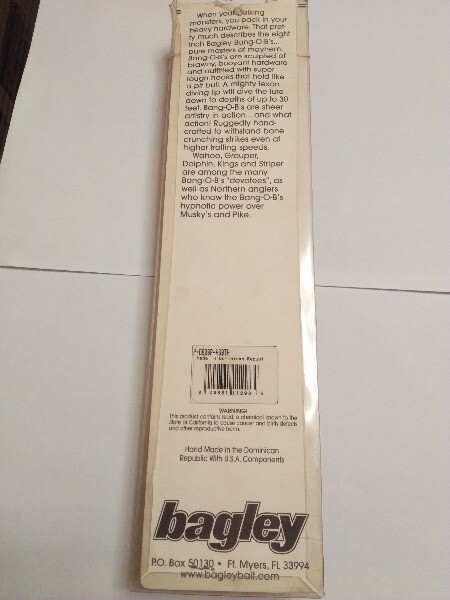 When your talking
monsters, you pack in your
heavy hardware. That pret-
ty much describes the eight
inch Bagley Bang-O-B's...
pure masters of mayhem.
Bang-O-B's are sculpted of
brawny, buoyant hardware
and outfitted with super
tough hooks that hold like
a pit bull. A mighty lexan
diving lip will dive the lure
down to depths of up to 30
feet. Bang-O-B's are sheer
artistry in action... and what
action! Ruggedly hand-
crafted to withstand bone
crunching strikes even at
higher trolling speeds.
Wahoo, Grouper,
Dolphin, Kings and Striper
are among the many
Bang-O-B's "devotees", as
well as Northern anglers
who know the Bang-O-B's
hypnotic power over
Musky's and Pike.
Made in Dominican Republ
WARNING!
This product contains lead, a chemical known to the
State of California to cause cancer and birth defects
and other reproductive harm.
Hand Made in the Dominican
Republic With U.S.A. Components
bagley
P.O. Box 50130 • Ft. Myers, FL 33994
www.bagleybait.com